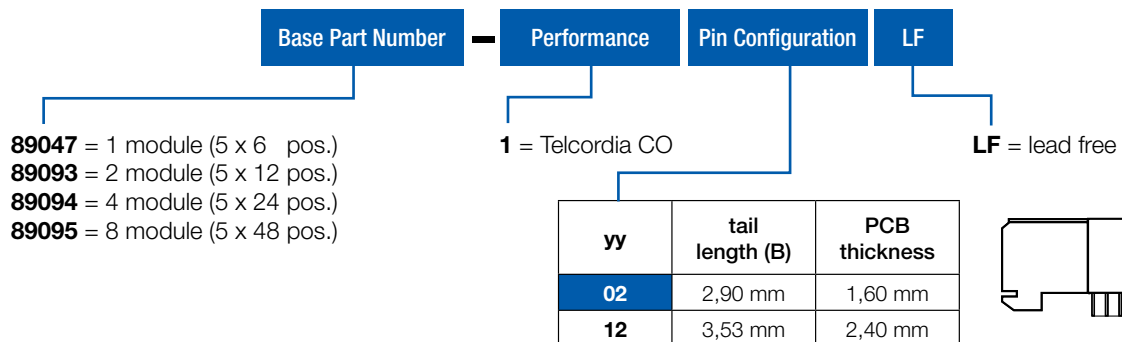 Base Part Number – Performance Pin Configuration LF
89047 = 1 module (5 x 6 pos.)
89093 = 2 module (5 x 12 pos.)
89094 = 4 module (5 x 24 pos.)
89095 = 8 module (5 x 48 pos.)
1 = Telcordia CO
LF = lead free
yy tail length (B) PCB thickness
02 2,90 mm 1,60 mm
12 3,53 mm 2,40 mm